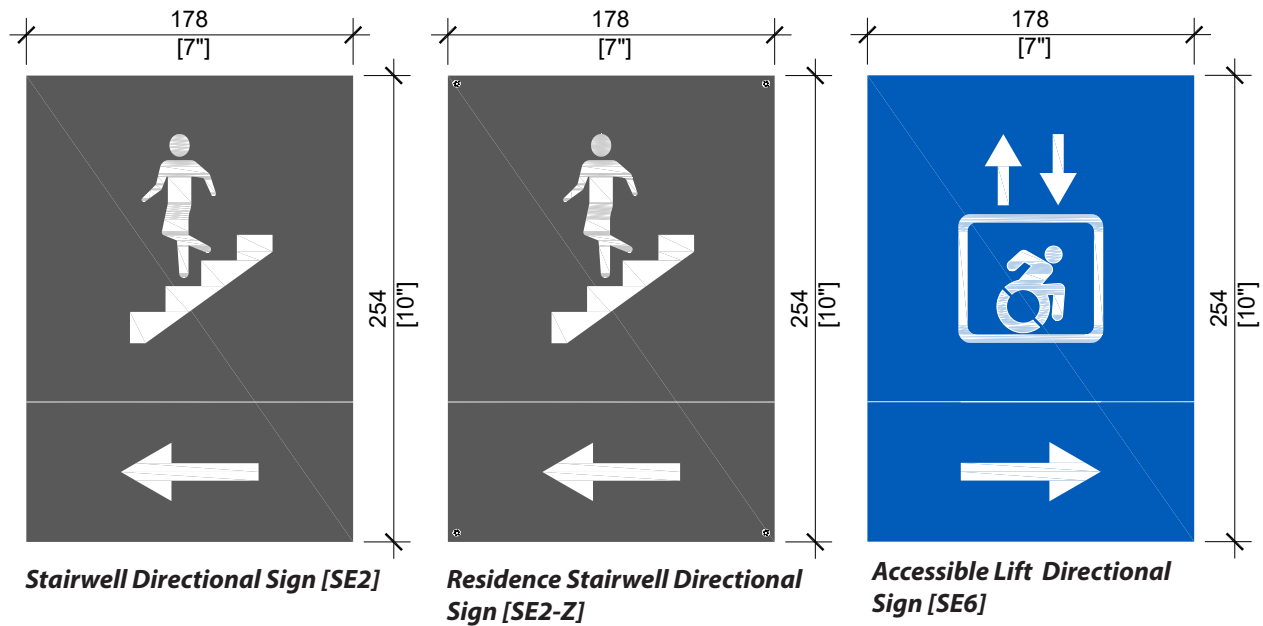 178
[7"]
178
[7"]
178
[7"]
254
[10"]
254
[10"]
254
[10"]
Stairwell Directional Sign [SE2]
Residence Stairwell Directional
Sign [SE2-Z]
Accessible Lift Directional
Sign [SE6]